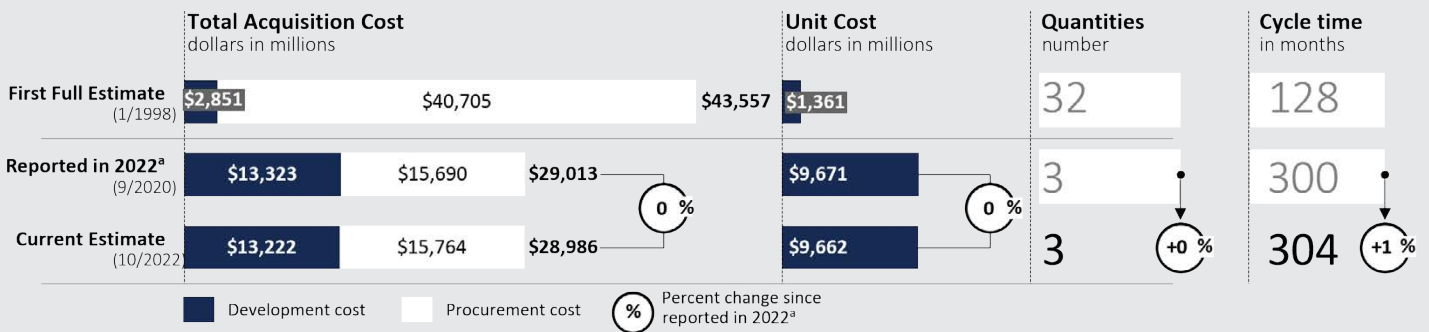 Total Acquisition Cost
dollars in millions
Unit Cost
dollars in millions
Quantities
number
Cycle time
in months
First Full Estimate
(1/1998)
$2,851
$40,705
$43,557
$1,361
32
128
Reported in 2022ª
(9/2020)
$13,323
$15,690
$29,013
$9,671
3
300
0 %
0 %
Current Estimate
(10/2022)
$13,222
$15,764
$28,986
$9,662
3
+0 %
304
+1 %
Development cost
Procurement cost
%
Percent change since
reported in 2022ª